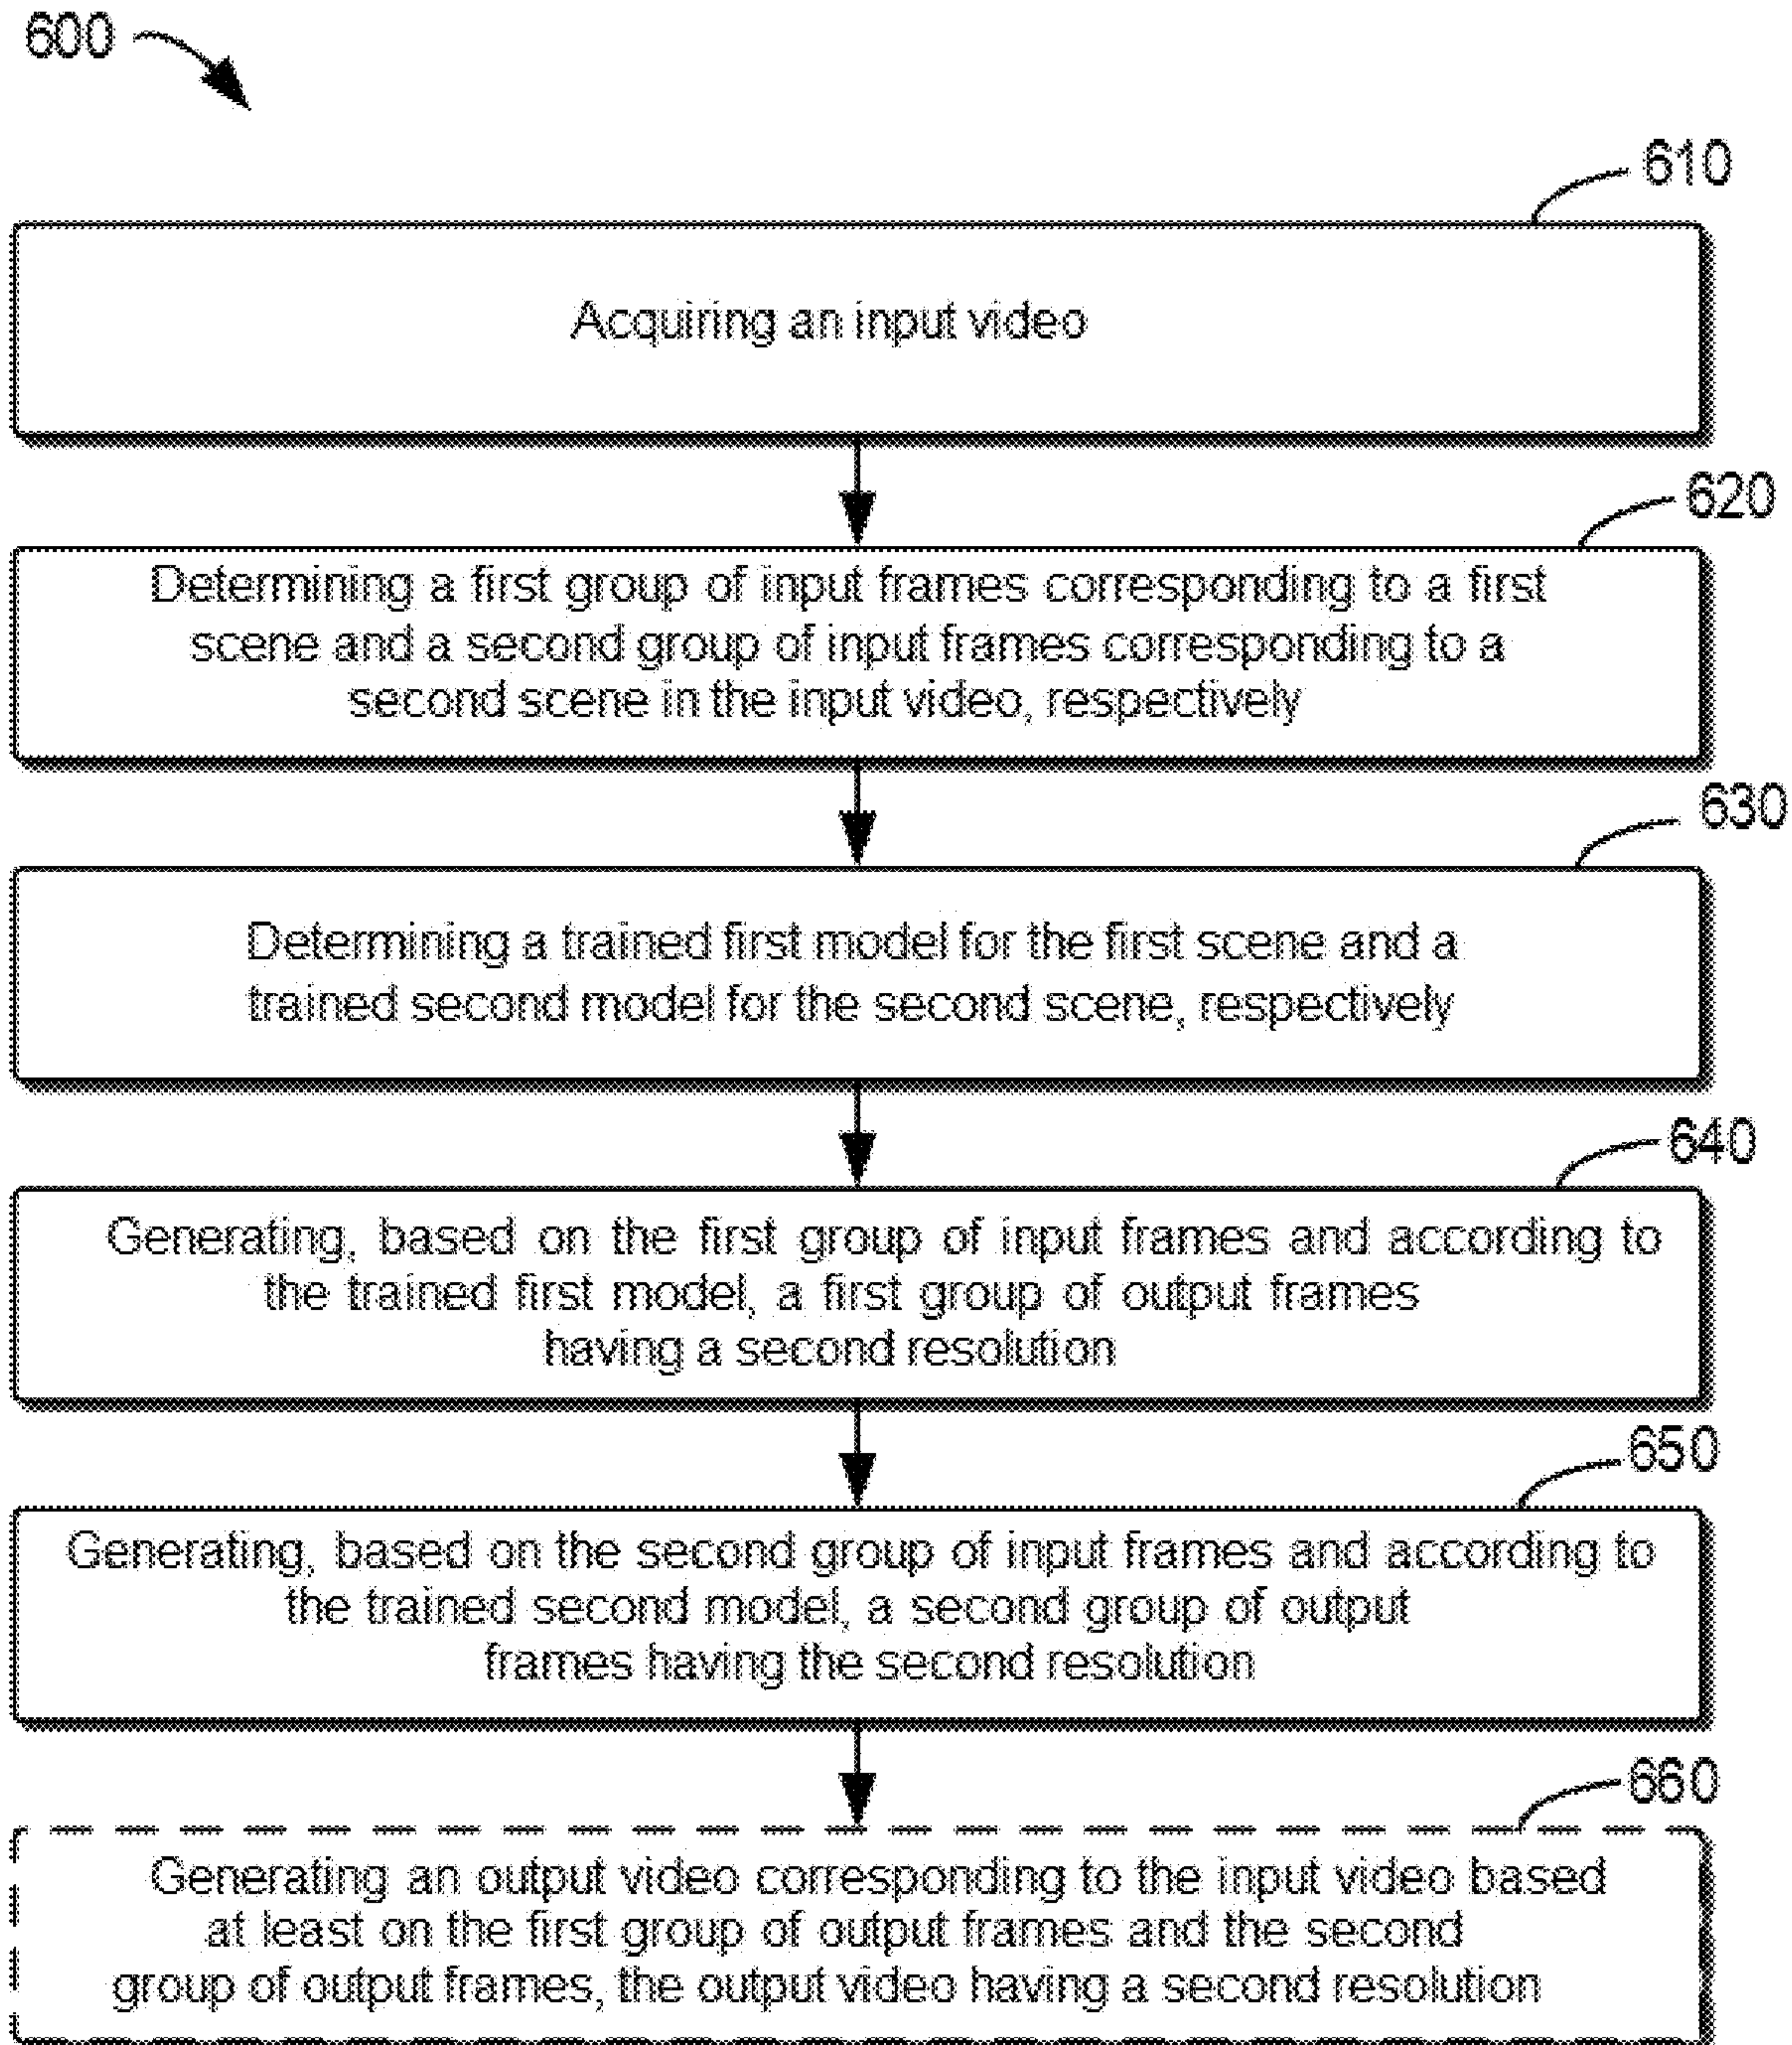 600
610
Acquiring an input video
620
Determining a first group of input frames corresponding to a first
scene and a second group of input frames corresponding to a
second scene in the input video, respectively
630
Determining a trained first model for the first scene and a
trained second model for the second scene, respectively
640
Generating, based on the first group of input frames and according to
the trained first model, a first group of output frames
having a second resolution
650
Generating, based on the second group of input frames and according to
the trained second model, a second group of output
frames having the second resolution
660
Generating an output video corresponding to the input video based
at least on the first group of output frames and the second
group of output frames, the output video having a second resolution